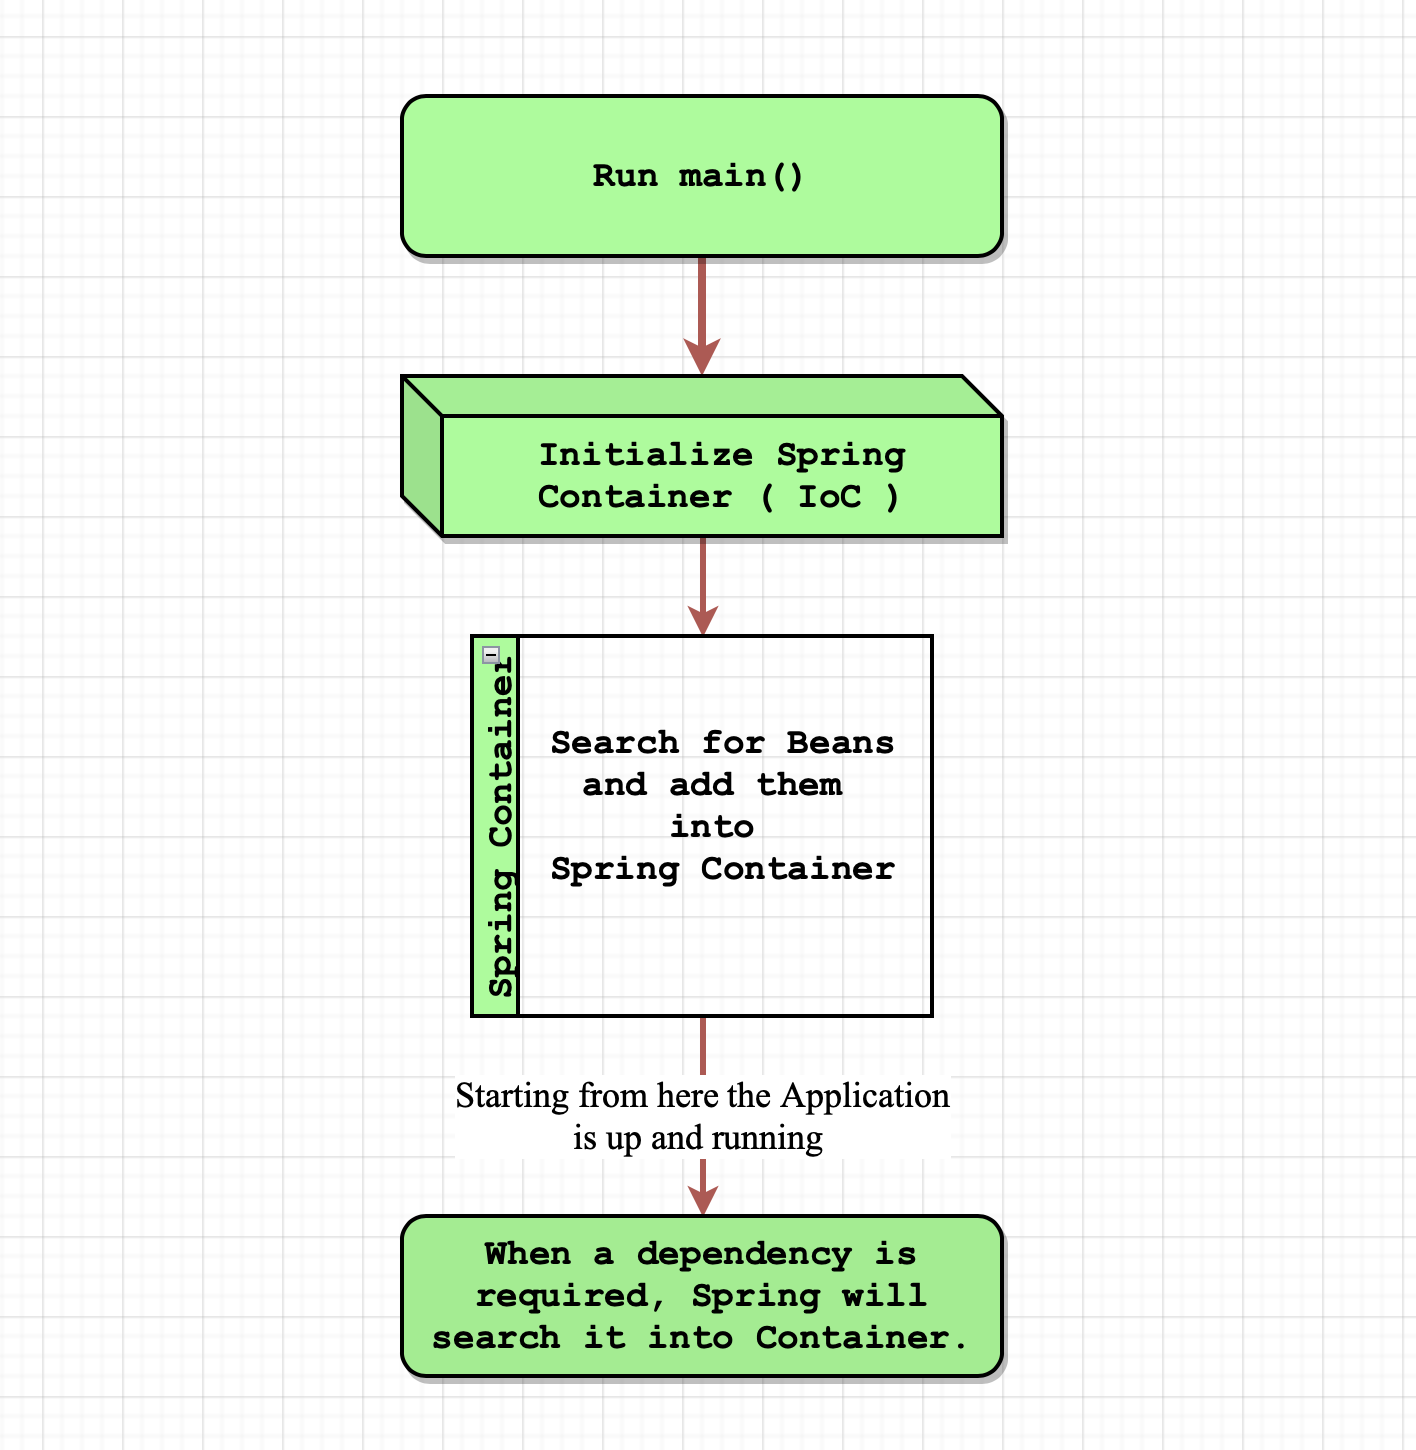 Run main()
Initialize Spring
Container ( IoC )
Spring Container
Search for Beans
and add them
into
Spring Container
Starting from here the Application
is up and running
When a dependency is
required, Spring will
search it into Container.